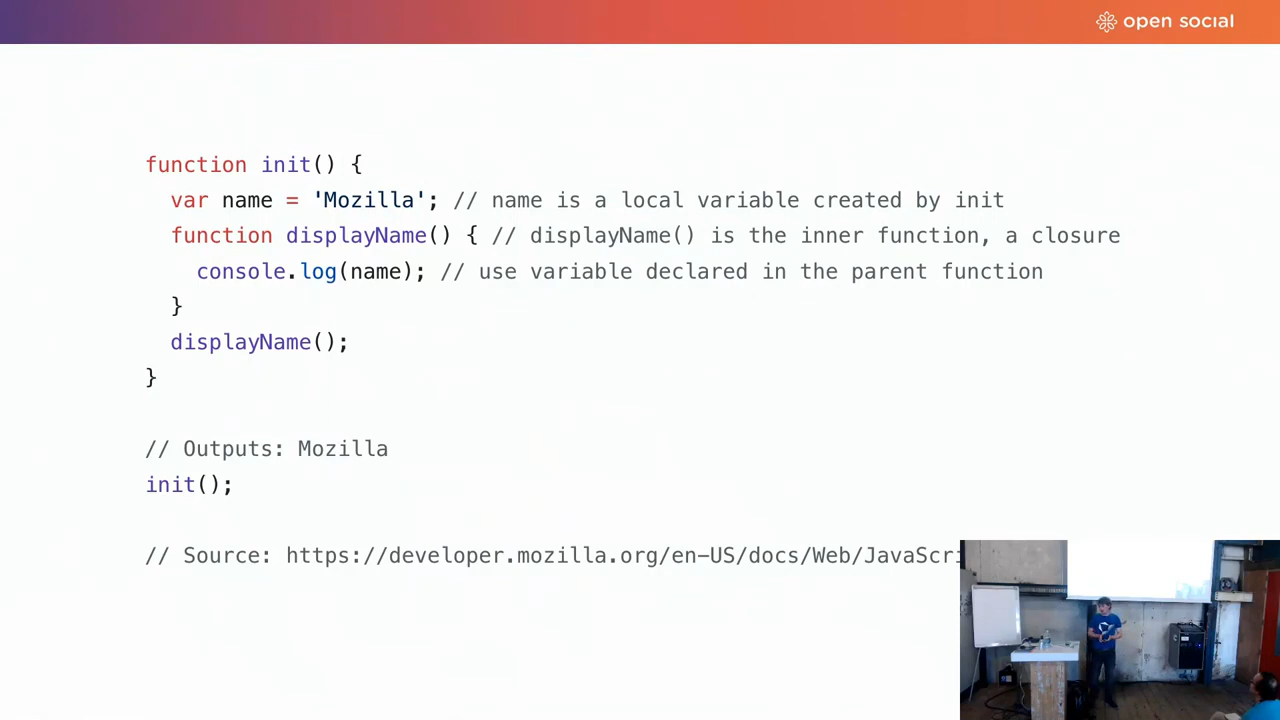 open social
function init() {
  var name = 'Mozilla'; // name is a local variable created by init
  function displayName() { // displayName() is the inner function, a closure
    console.log(name); // use variable declared in the parent function
  }
  displayName();
}
// Outputs: Mozilla
init();
// Source: https://developer.mozilla.org/en-US/docs/Web/JavaScri